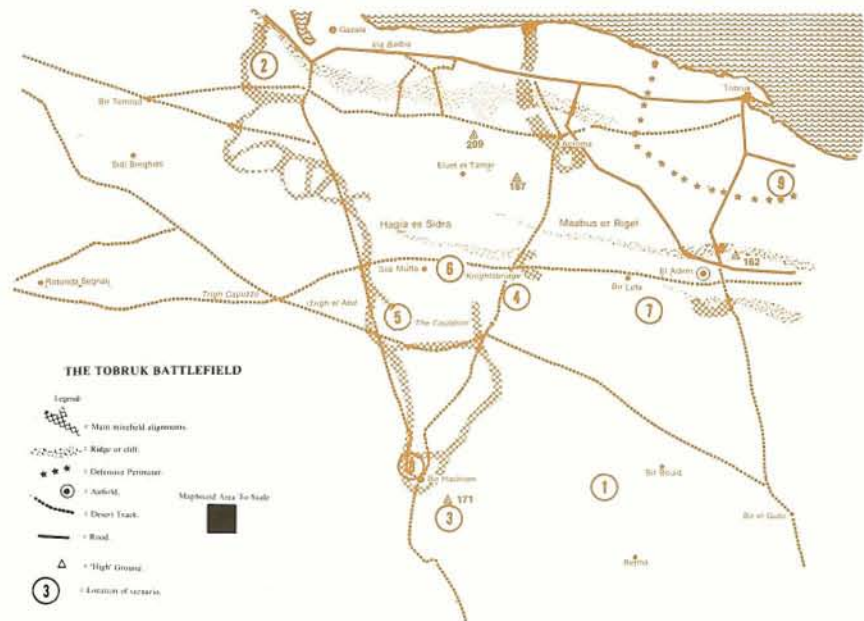 Gazala
Via Balbia
2
Tobruk
Bir Temrad
Acroma
209
Sidi Breghisc
Eluet et Tamar
187
9
Hagia es Sidra
Maabus er Rigel
162
Sidi Mufta
6
Knightsbridge
El Adem
Rotonda Segnali
Bir Lefa
Trigh Capuzzo
Trigh el Abd
5
4
7
The Cauldron
THE TOBRUK BATTLEFIELD
Legend:
= Main minefield alignments.
= Ridge or cliff.
= Defensive Perimeter.
= Airfield.
= Desert Track.
= Road.
= 'High' Ground.
3
= Location of scenario.
Mapboard Area To Scale
8
Bir Hacheim
171
3
1
Bir el Gubi
Retma